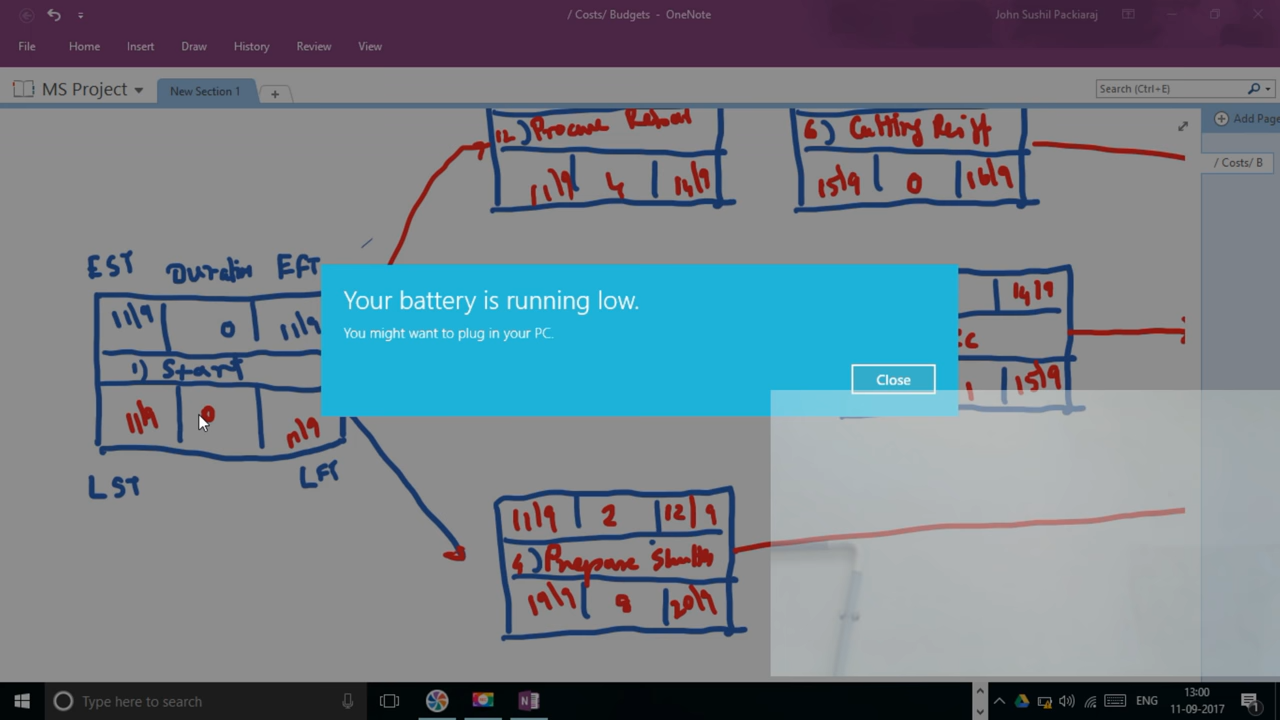 / Costs/ Budgets - OneNote
John Sushil Packiaraj
File Home Insert Draw History Review View
MS Project
New Section 1
Search (Ctrl+E)
Add Page
/ Costs/ B
12)Procure
11/9 4 14/9
6) Cutting
15/9 0 16/9
EST Duration EFT
11/9 0 11/9
1) Start
11/9 0 11/9
LST LFT
Your battery is running low.
You might want to plug in your PC.
Close
14/9
1 15/9
11/9 2 12/9
4)Prepare
19/9 8 20/9
Type here to search
ENG
13:00
11-09-2017
1